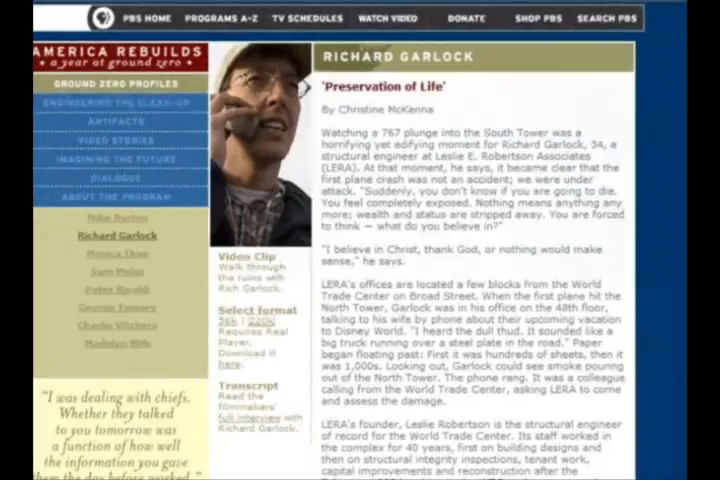 PBS HOME PROGRAMS A-Z TV SCHEDULES WATCH VIDEO DONATE SHOP PBS SEARCH PBS
AMERICA REBUILDS
a year at ground zero
GROUND ZERO PROFILES
ENGINEERING THE CLEAN-UP
ARTIFACTS
VIDEO STORIES
IMAGINING THE FUTURE
DIALOGUE
ABOUT THE PROGRAM
Mike Burton
Richard Garlock
Sam Melisi
Peter Rinaldi
George Tamaro
Charlie Vitchers
Madelyn Wils
"I was dealing with chiefs.
Whether they talked
to you tomorrow was
a function of how well
the information you gave
them the day before worked."
Video Clip
Walk through
the ruins with
Rich Garlock.
Select format
56k | 220k
Requires Real
Player.
Download it
here.
Transcript
Read the
filmmakers'
full interview with
Richard Garlock.
RICHARD GARLOCK
'Preservation of Life'
By Christine McKenna
Watching a 767 plunge into the South Tower was a
horrifying yet edifying moment for Richard Garlock, 34, a
structural engineer at Leslie E. Robertson Associates
(LERA). At that moment, he says, it became clear that the
first plane crash was not an accident; we were under
attack. "Suddenly, you don't know if you are going to die.
You feel completely exposed. Nothing means anything any
more; wealth and status are stripped away. You are forced
to think — what do you believe in?"
"I believe in Christ, thank God, or nothing would make
sense," he says.
LERA's offices are located a few blocks from the World
Trade Center on Broad Street. When the first plane hit the
North Tower, Garlock was in his office on the 48th floor,
talking to his wife by phone about their upcoming vacation
to Disney World. "I heard the dull thud. It sounded like a
big truck running over a steel plate in the road." Paper
began floating past: First it was hundreds of sheets, then it
was 1,000s. Looking out, Garlock could see smoke pouring
out of the North Tower. The phone rang. It was a colleague
calling from the World Trade Center, asking LERA to come
and assess the damage.
LERA's founder, Leslie Robertson is the structural engineer
of record for the World Trade Center. Its staff worked in
the complex for 40 years, first on building designs and
then on structural integrity inspections, tenant work,
capital improvements and reconstruction after the